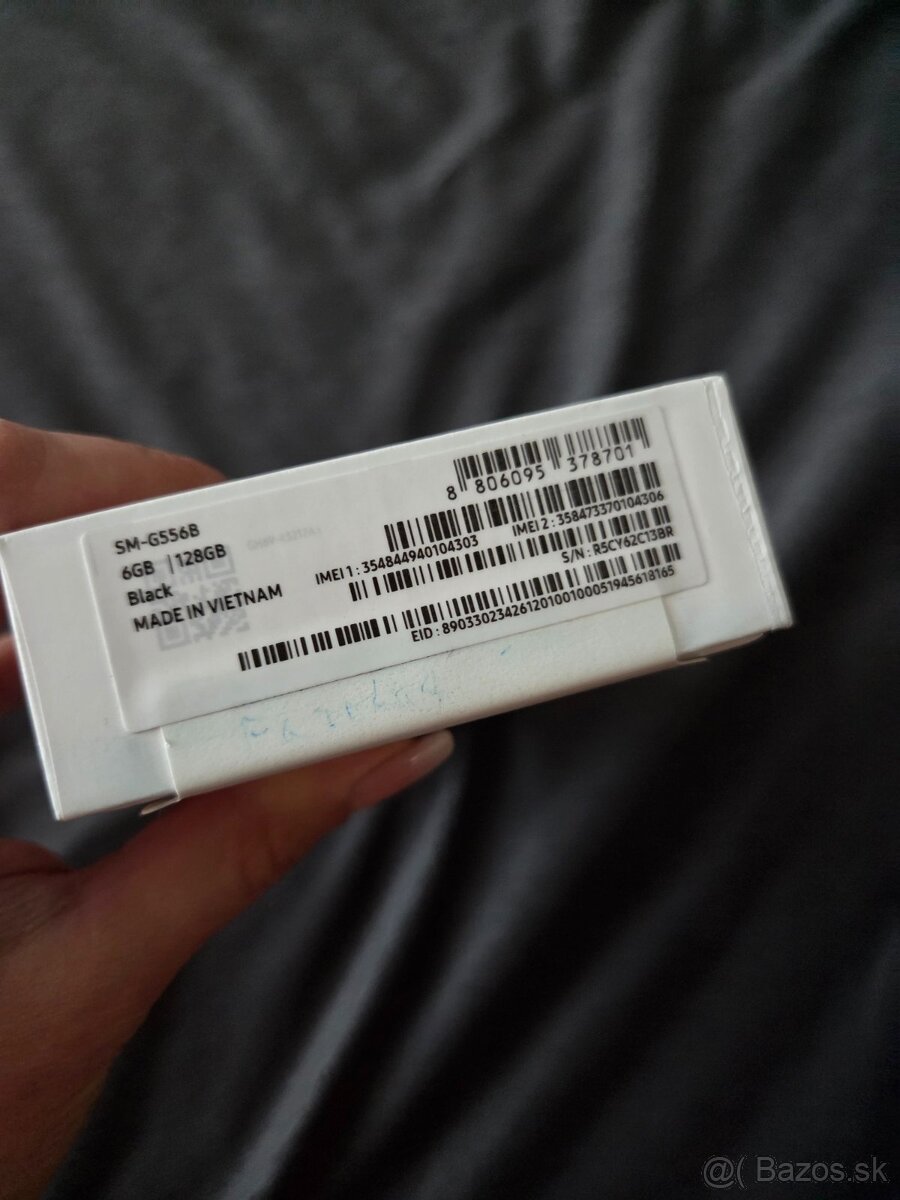 SM-G556B
6GB | 128GB
Black
MADE IN VIETNAM
8 806095 378701
IMEI 1 : 354844940104303
IMEI 2 : 358473370104306
S/N : R5CY62C13BR
EID : 89033023426120100100051945618165
@( Bazos.sk